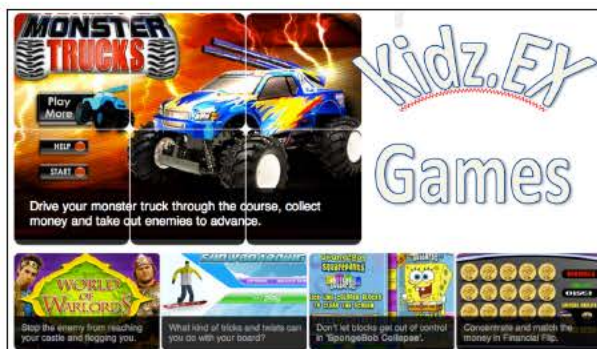 MONSTER
TRUCKS
Play
More
HELP
START
Drive your monster truck through the course, collect
money and take out enemies to advance.
Kidz.EX
Games
WORLD
OF
WARLORDS
Stop the enemy from reaching
your castle and flogging you.
SNOWBOARDING
What kind of tricks and twists can
you do with your board?
SPONGEBOB
SQUAREPANTS
Don't let blocks get out of control
in 'SpongeBob Collapse'.
Concentrate and match the
money in Financial Flip.